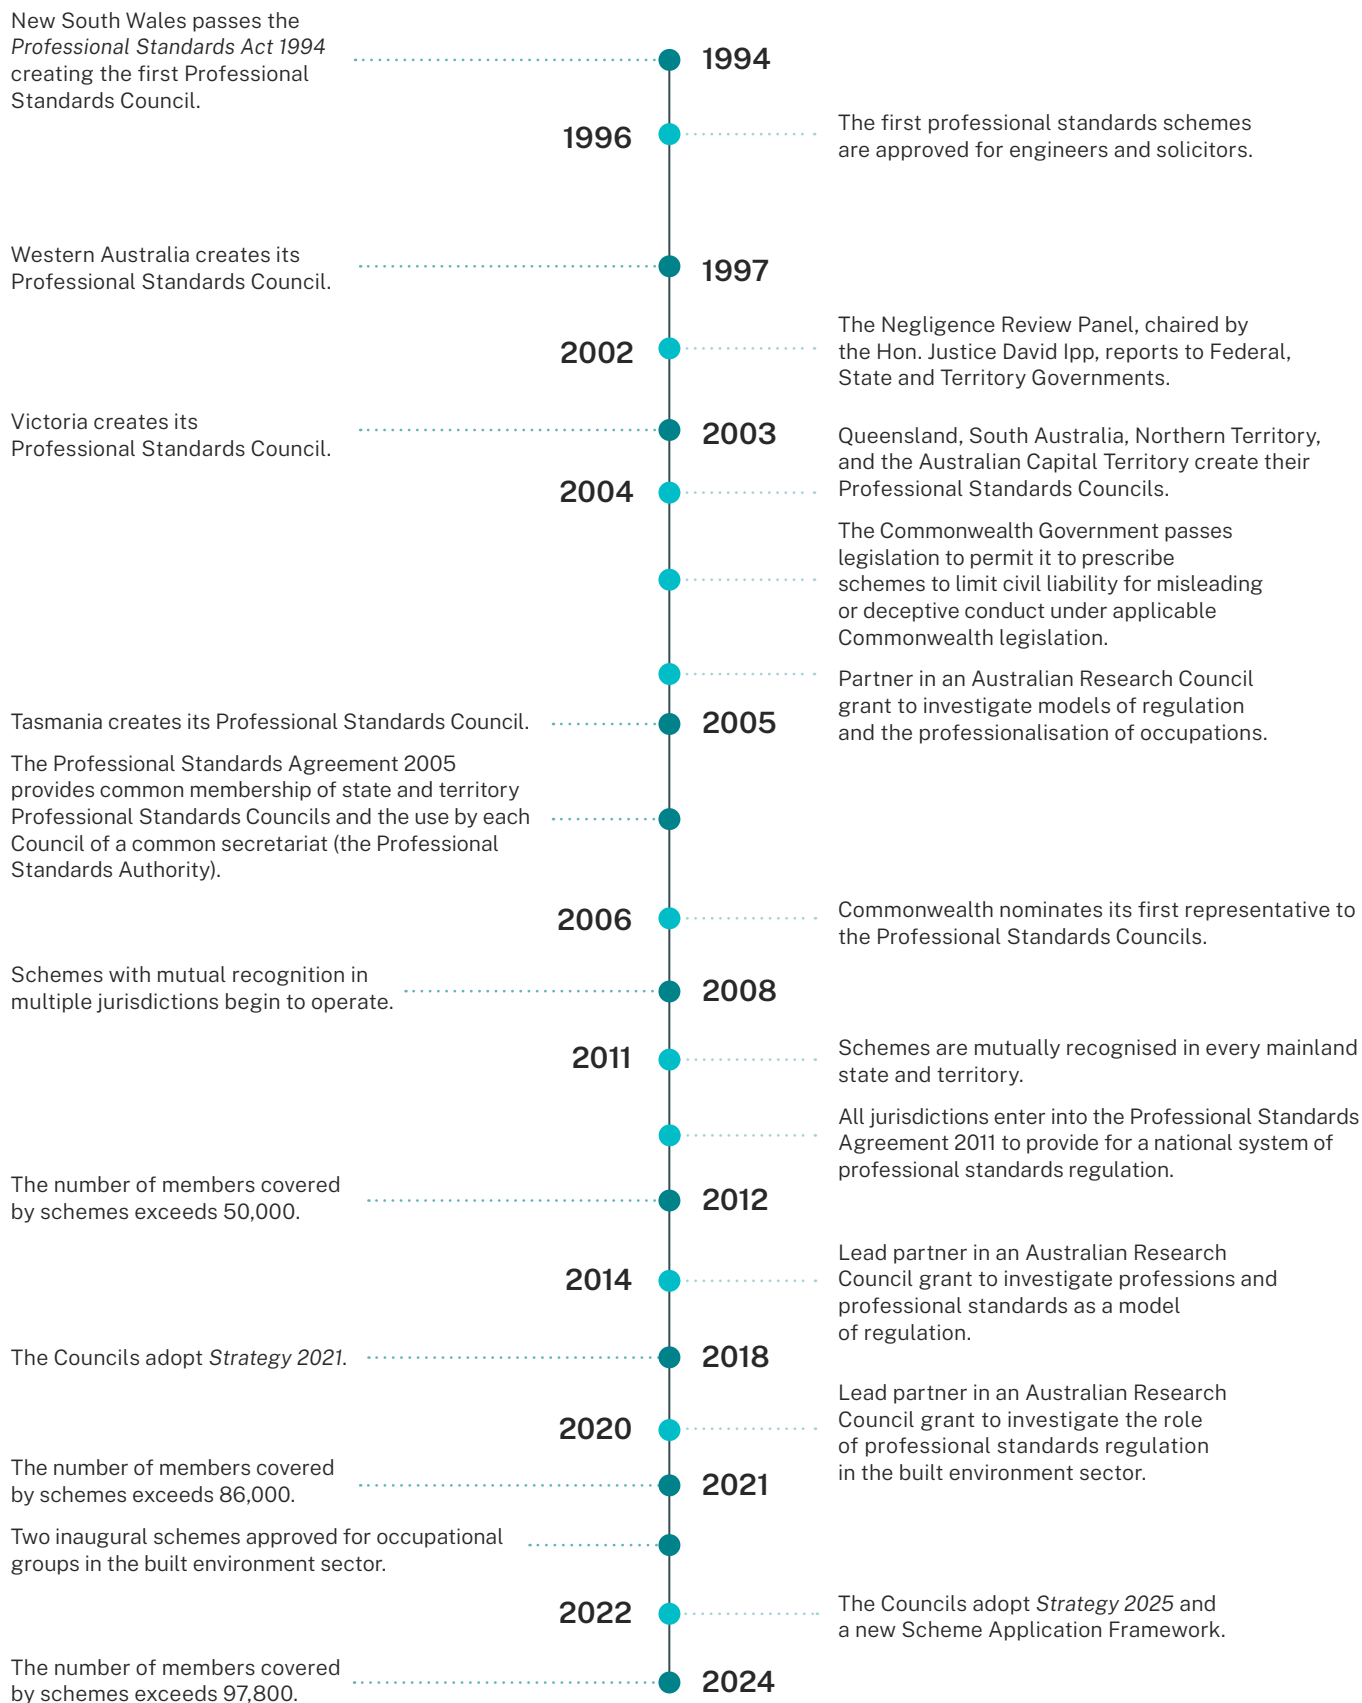 New South Wales passes the
Professional Standards Act 1994
creating the first Professional
Standards Council.
1994
1996
The first professional standards schemes
are approved for engineers and solicitors.
Western Australia creates its
Professional Standards Council.
1997
2002
The Negligence Review Panel, chaired by
the Hon. Justice David Ipp, reports to Federal,
State and Territory Governments.
Victoria creates its
Professional Standards Council.
2003
2004
Queensland, South Australia, Northern Territory,
and the Australian Capital Territory create their
Professional Standards Councils.
The Commonwealth Government passes
legislation to permit it to prescribe
schemes to limit civil liability for misleading
or deceptive conduct under applicable
Commonwealth legislation.
Partner in an Australian Research Council
grant to investigate models of regulation
and the professionalisation of occupations.
Tasmania creates its Professional Standards Council.
2005
The Professional Standards Agreement 2005
provides common membership of state and territory
Professional Standards Councils and the use by each
Council of a common secretariat (the Professional
Standards Authority).
2006
Commonwealth nominates its first representative to
the Professional Standards Councils.
Schemes with mutual recognition in
multiple jurisdictions begin to operate.
2008
2011
Schemes are mutually recognised in every mainland
state and territory.
All jurisdictions enter into the Professional Standards
Agreement 2011 to provide for a national system of
professional standards regulation.
The number of members covered
by schemes exceeds 50,000.
2012
2014
Lead partner in an Australian Research
Council grant to investigate professions and
professional standards as a model
of regulation.
The Councils adopt Strategy 2021.
2018
2020
Lead partner in an Australian Research
Council grant to investigate the role
of professional standards regulation
in the built environment sector.
The number of members covered
by schemes exceeds 86,000.
2021
Two inaugural schemes approved for occupational
groups in the built environment sector.
2022
The Councils adopt Strategy 2025 and
a new Scheme Application Framework.
The number of members covered
by schemes exceeds 97,800.
2024